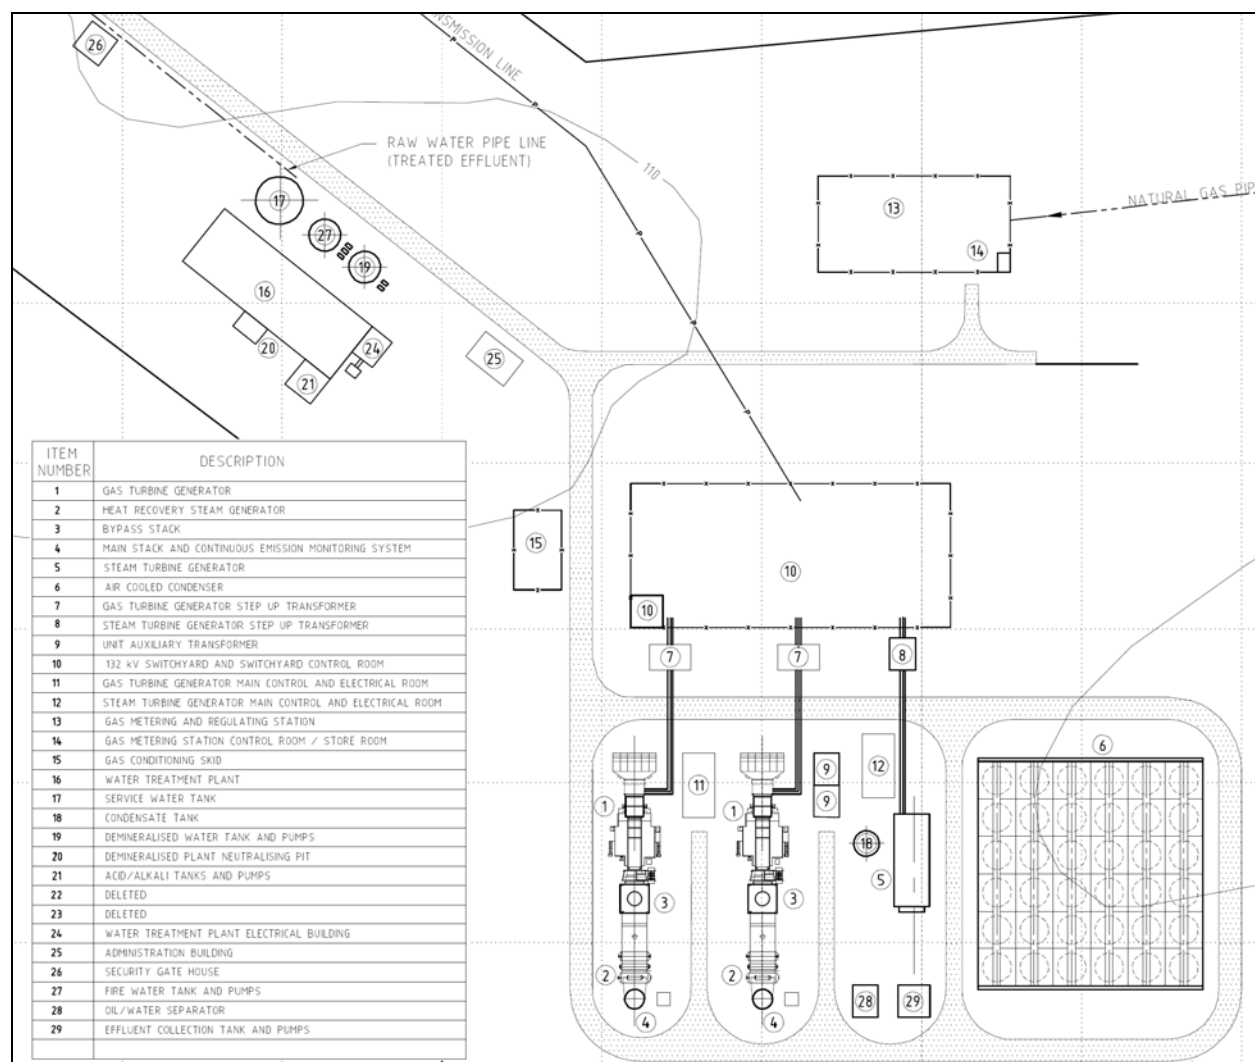 26
NSMISSION LINE
P
P
RAW WATER PIPE LINE
(TREATED EFFLUENT)
110
17
13
NATURAL GAS PIP
27
P
14
19
16
P
20
24
25
21
P
15
10
10
7
7
8
6
11
9
12
9
1
1
18
5
3
3
2
2
28
29
4
4
ITEM
NUMBER
DESCRIPTION
1 GAS TURBINE GENERATOR
2 HEAT RECOVERY STEAM GENERATOR
3 BYPASS STACK
4 MAIN STACK AND CONTINUOUS EMISSION MONITORING SYSTEM
5 STEAM TURBINE GENERATOR
6 AIR COOLED CONDENSER
7 GAS TURBINE GENERATOR STEP UP TRANSFORMER
8 STEAM TURBINE GENERATOR STEP UP TRANSFORMER
9 UNIT AUXILIARY TRANSFORMER
10 132 kV SWITCHYARD AND SWITCHYARD CONTROL ROOM
11 GAS TURBINE GENERATOR MAIN CONTROL AND ELECTRICAL ROOM
12 STEAM TURBINE GENERATOR MAIN CONTROL AND ELECTRICAL ROOM
13 GAS METERING AND REGULATING STATION
14 GAS METERING STATION CONTROL ROOM / STORE ROOM
15 GAS CONDITIONING SKID
16 WATER TREATMENT PLANT
17 SERVICE WATER TANK
18 CONDENSATE TANK
19 DEMINERALISED WATER TANK AND PUMPS
20 DEMINERALISED PLANT NEUTRALISING PIT
21 ACID/ALKALI TANKS AND PUMPS
22 DELETED
23 DELETED
24 WATER TREATMENT PLANT ELECTRICAL BUILDING
25 ADMINISTRATION BUILDING
26 SECURITY GATE HOUSE
27 FIRE WATER TANK AND PUMPS
28 OIL/WATER SEPARATOR
29 EFFLUENT COLLECTION TANK AND PUMPS